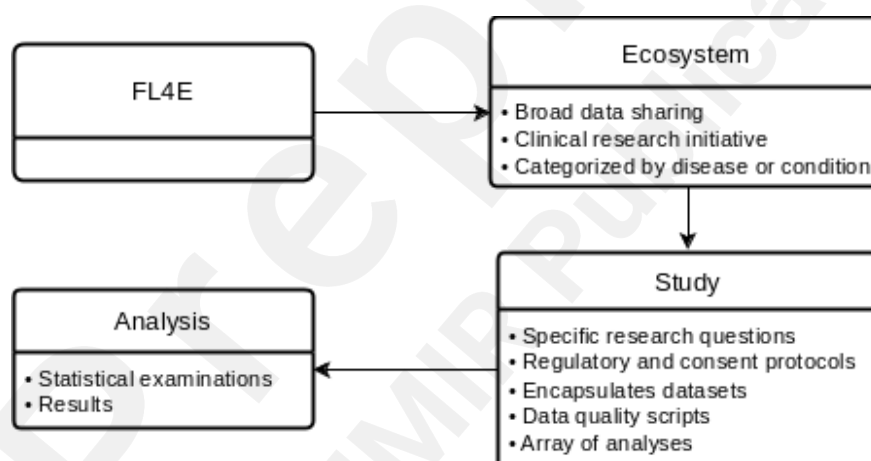 FL4E
Ecosystem
• Broad data sharing
• Clinical research initiative
• Categorized by disease or condition
Study
• Specific research questions
• Regulatory and consent protocols
• Encapsulates datasets
• Data quality scripts
• Array of analyses
Analysis
• Statistical examinations
• Results